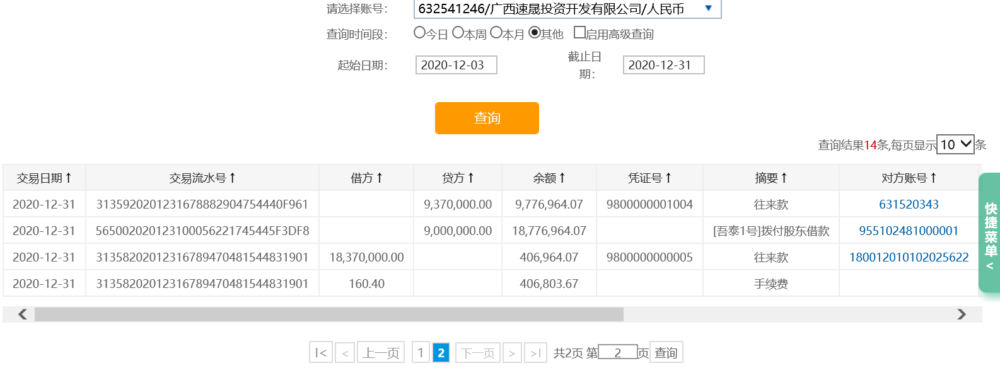 请选择账号： 632541246/广西速晟投资开发有限公司/人民币
查询时间段： 今日 本周 本月 其他 启用高级查询
起始日期： 2020-12-03 截止日期： 2020-12-31
查询
查询结果14条,每页显示 10 条
交易日期↑ 交易流水号↑ 借方↑ 贷方↑ 余额↑ 凭证号↑ 摘要↑ 对方账号↑
2020-12-31 31359202012316788829047544​40F961 9,370,000.00 9,776,964.07 9800000001004 往来款 631520343
2020-12-31 5650020201231000056221745445F3DF8 9,000,000.00 18,776,964.07 [吾泰1号]拨付股东借款 955102481000001
2020-12-31 313582020123167894704815448​31901 18,370,000.00 406,964.07 9800000000005 往来款 180012010102025622
2020-12-31 313582020123167894704815448​31901 160.40 406,803.67 手续费
快捷菜单 <
|< < 上一页 1 2 下一页 > >| 共2页 第 2 页 查询